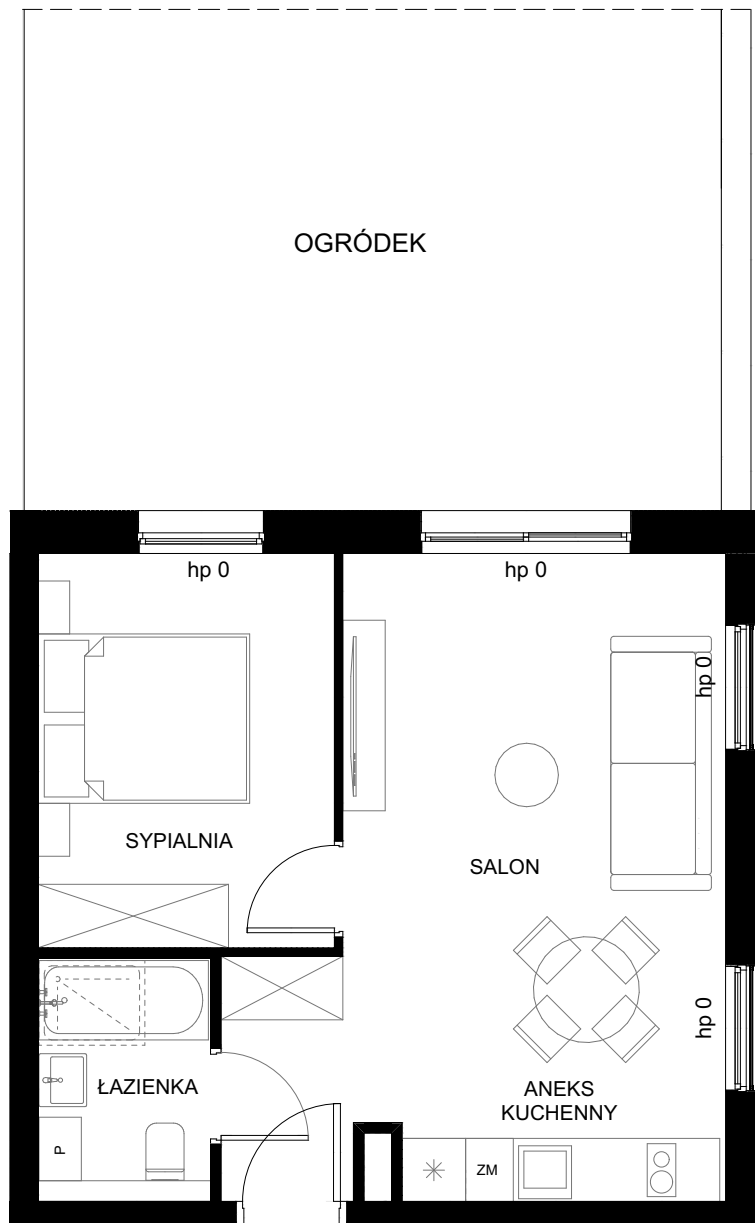 OGRÓDEK
hp 0
hp 0
hp 0
SYPIALNIA
SALON
hp 0
ŁAZIENKA
ANEKS
KUCHENNY
P
ZM